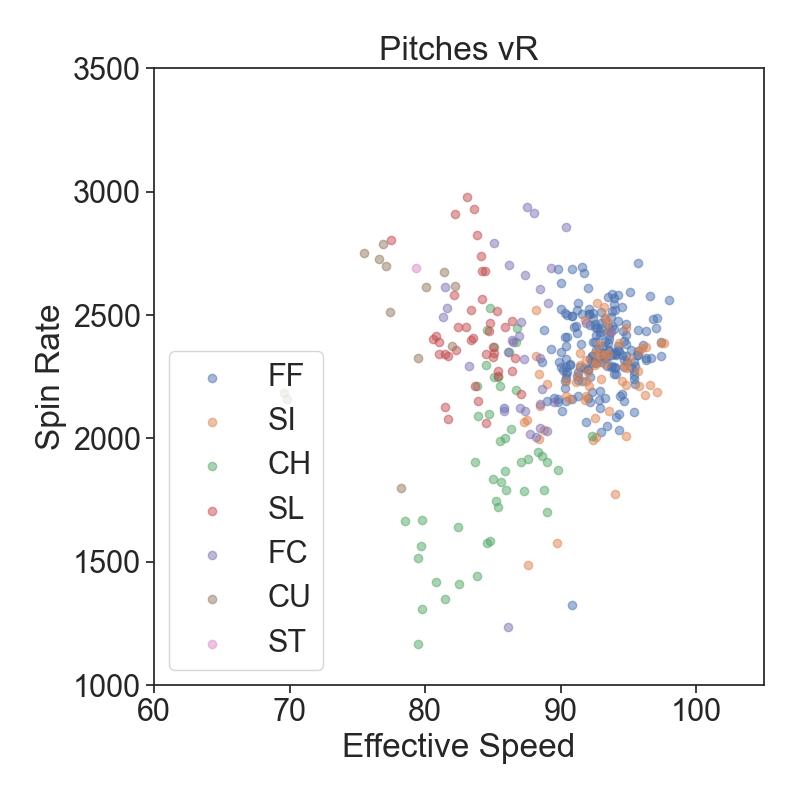 Pitches vR
3500
3000
2500
2000
1500
1000
Spin Rate
FF
SI
CH
SL
FC
CU
ST
60 70 80 90 100
Effective Speed